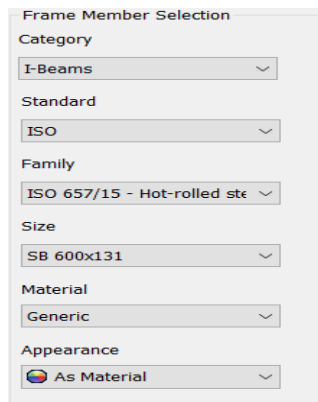 Frame Member Selection
Category
I-Beams
Standard
ISO
Family
ISO 657/15 - Hot-rolled ste
Size
SB 600x131
Material
Generic
Appearance
As Material